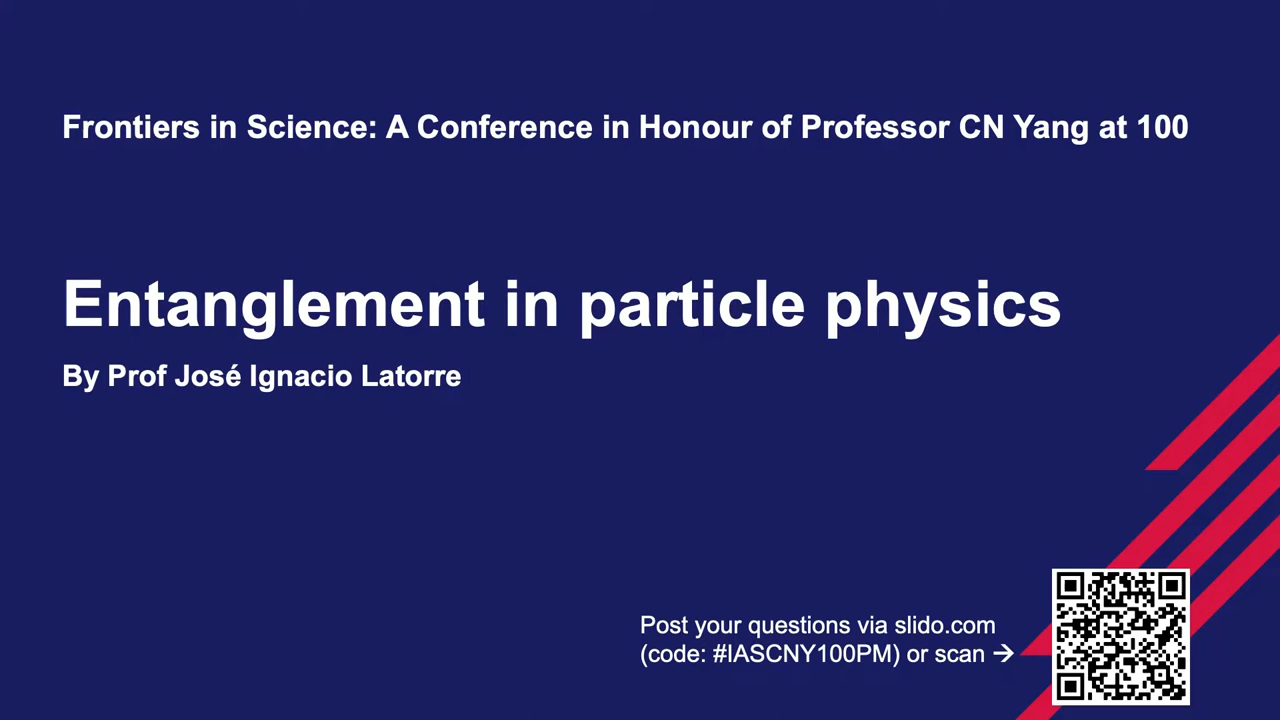 Frontiers in Science: A Conference in Honour of Professor CN Yang at 100
Entanglement in particle physics
By Prof José Ignacio Latorre
Post your questions via slido.com
(code: #IASCNY100PM) or scan →